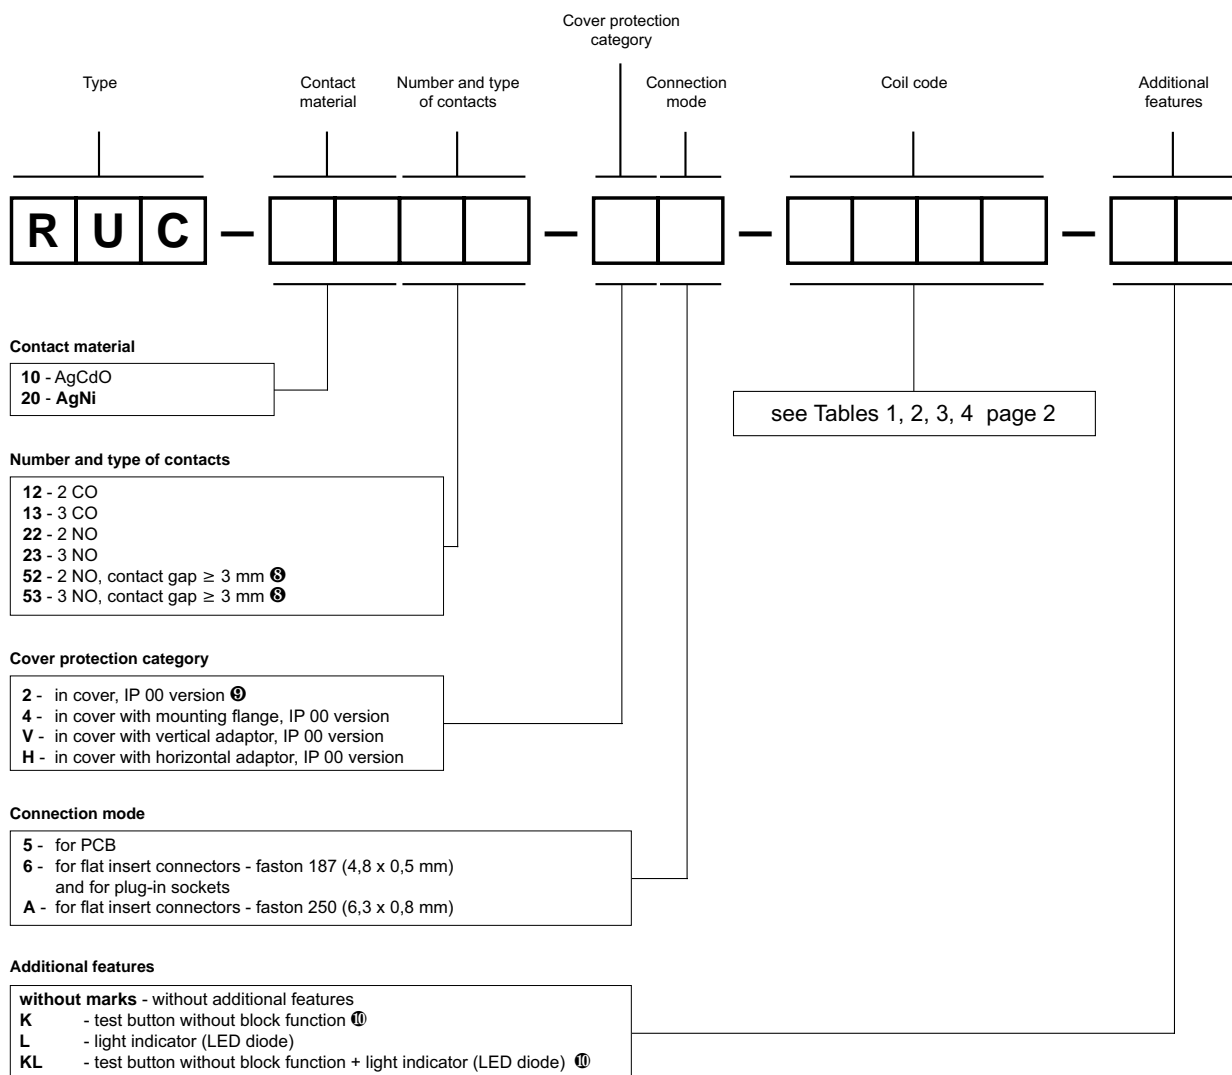 Cover protection
category
Type
Contact
material
Number and type
of contacts
Connection
mode
Coil code
Additional
features
R U C – – – –
Contact material
10 - AgCdO
20 - AgNi
see Tables 1, 2, 3, 4 page 2
Number and type of contacts
12 - 2 CO
13 - 3 CO
22 - 2 NO
23 - 3 NO
52 - 2 NO, contact gap ≥ 3 mm ❽
53 - 3 NO, contact gap ≥ 3 mm ❽
Cover protection category
2 - in cover, IP 00 version ❾
4 - in cover with mounting flange, IP 00 version
V - in cover with vertical adaptor, IP 00 version
H - in cover with horizontal adaptor, IP 00 version
Connection mode
5 - for PCB
6 - for flat insert connectors - faston 187 (4,8 x 0,5 mm)
and for plug-in sockets
A - for flat insert connectors - faston 250 (6,3 x 0,8 mm)
Additional features
without marks - without additional features
K - test button without block function ❿
L - light indicator (LED diode)
KL - test button without block function + light indicator (LED diode) ❿